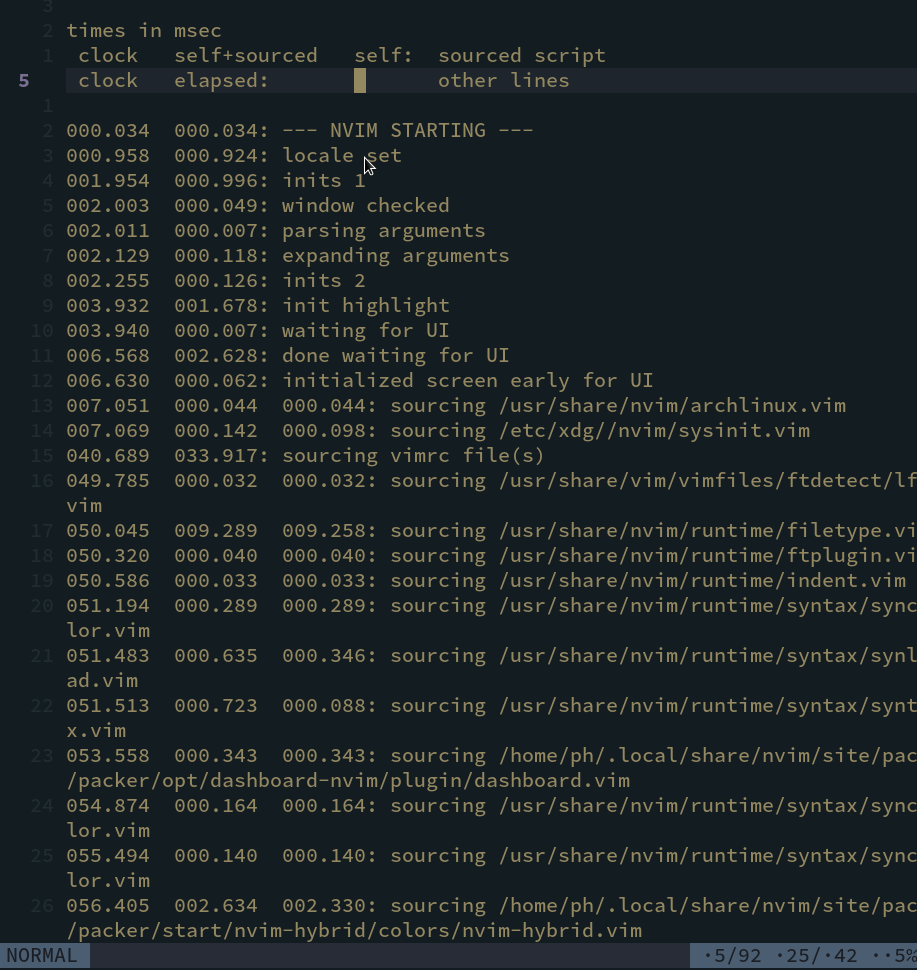 3
2 times in msec
1  clock   self+sourced   self:  sourced script
5  clock   elapsed:              other lines
1
2 000.034  000.034: --- NVIM STARTING ---
3 000.958  000.924: locale set
4 001.954  000.996: inits 1
5 002.003  000.049: window checked
6 002.011  000.007: parsing arguments
7 002.129  000.118: expanding arguments
8 002.255  000.126: inits 2
9 003.932  001.678: init highlight
10 003.940  000.007: waiting for UI
11 006.568  002.628: done waiting for UI
12 006.630  000.062: initialized screen early for UI
13 007.051  000.044  000.044: sourcing /usr/share/nvim/archlinux.vim
14 007.069  000.142  000.098: sourcing /etc/xdg//nvim/sysinit.vim
15 040.689  033.917: sourcing vimrc file(s)
16 049.785  000.032  000.032: sourcing /usr/share/vim/vimfiles/ftdetect/lf
vim
17 050.045  009.289  009.258: sourcing /usr/share/nvim/runtime/filetype.vi
18 050.320  000.040  000.040: sourcing /usr/share/nvim/runtime/ftplugin.vi
19 050.586  000.033  000.033: sourcing /usr/share/nvim/runtime/indent.vim
20 051.194  000.289  000.289: sourcing /usr/share/nvim/runtime/syntax/sync
lor.vim
21 051.483  000.635  000.346: sourcing /usr/share/nvim/runtime/syntax/synl
ad.vim
22 051.513  000.723  000.088: sourcing /usr/share/nvim/runtime/syntax/synt
x.vim
23 053.558  000.343  000.343: sourcing /home/ph/.local/share/nvim/site/pac
/packer/opt/dashboard-nvim/plugin/dashboard.vim
24 054.874  000.164  000.164: sourcing /usr/share/nvim/runtime/syntax/sync
lor.vim
25 055.494  000.140  000.140: sourcing /usr/share/nvim/runtime/syntax/sync
lor.vim
26 056.405  002.634  002.330: sourcing /home/ph/.local/share/nvim/site/pac
/packer/start/nvim-hybrid/colors/nvim-hybrid.vim
NORMAL ·5/92 ·25/·42 ··5%